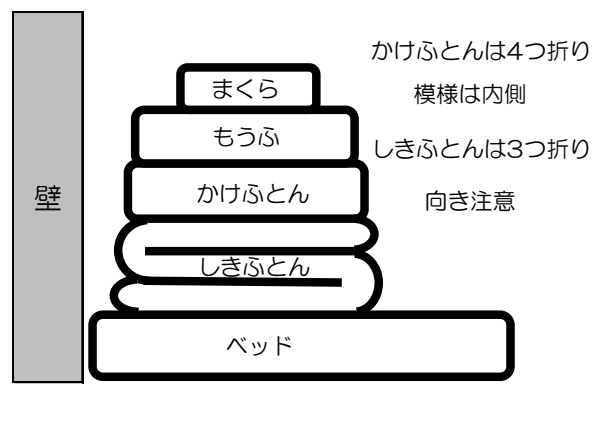 かけふとんは4つ折り
模様は内側
まくら
もうふ
しきふとんは3つ折り
かけふとん
向き注意
壁
しきふとん
ベッド